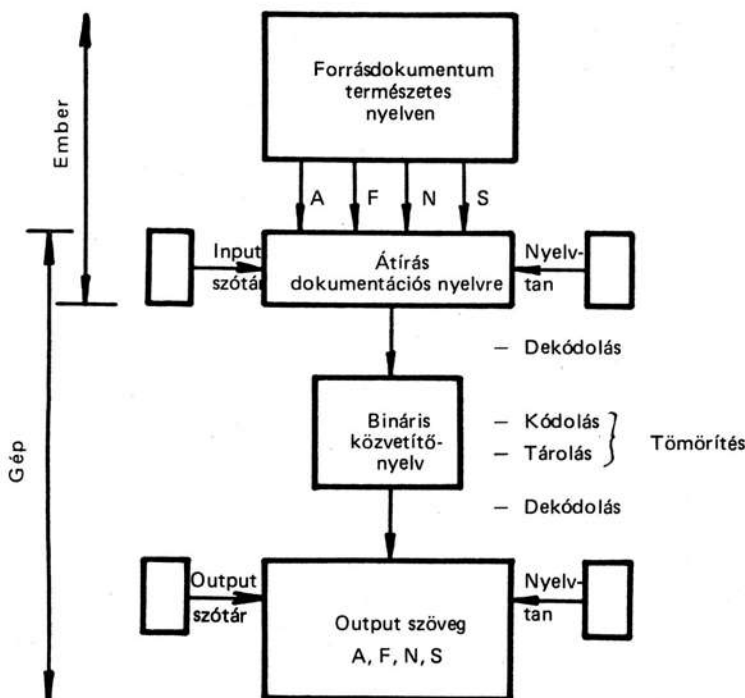 Forrásdokumentum
természetes
nyelven
Ember
A F N S
Input
szótár
Átírás
dokumentációs nyelvre
Nyelv-
tan
– Dekódolás
Bináris
közvetítő-
nyelv
– Kódolás
– Tárolás
Tömörítés
– Dekódolás
Gép
Output
szótár
Output szöveg
A, F, N, S
Nyelv-
tan